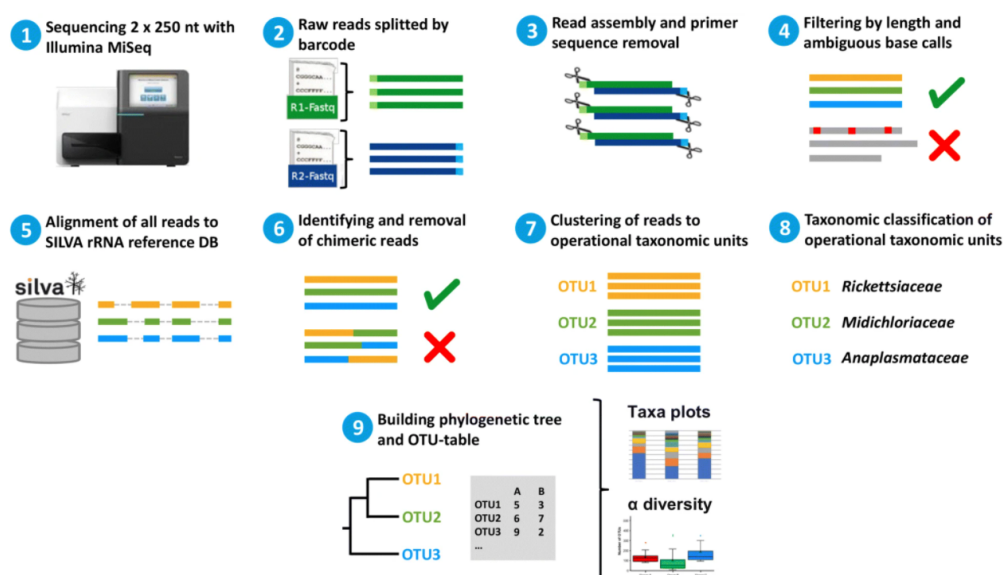 1 Sequencing 2 x 250 nt with
Illumina MiSeq
2 Raw reads splitted by
barcode
R1-Fastq
R2-Fastq
3 Read assembly and primer
sequence removal
4 Filtering by length and
ambiguous base calls
5 Alignment of all reads to
SILVA rRNA reference DB
silva
6 Identifying and removal
of chimeric reads
7 Clustering of reads to
operational taxonomic units
OTU1
OTU2
OTU3
8 Taxonomic classification of
operational taxonomic units
OTU1 Rickettsiaceae
OTU2 Midichloriaceae
OTU3 Anaplasmataceae
9 Building phylogenetic tree
and OTU-table
OTU1
OTU2
OTU3
A B
OTU1 5 3
OTU2 6 7
OTU3 9 2
...
Taxa plots
α diversity